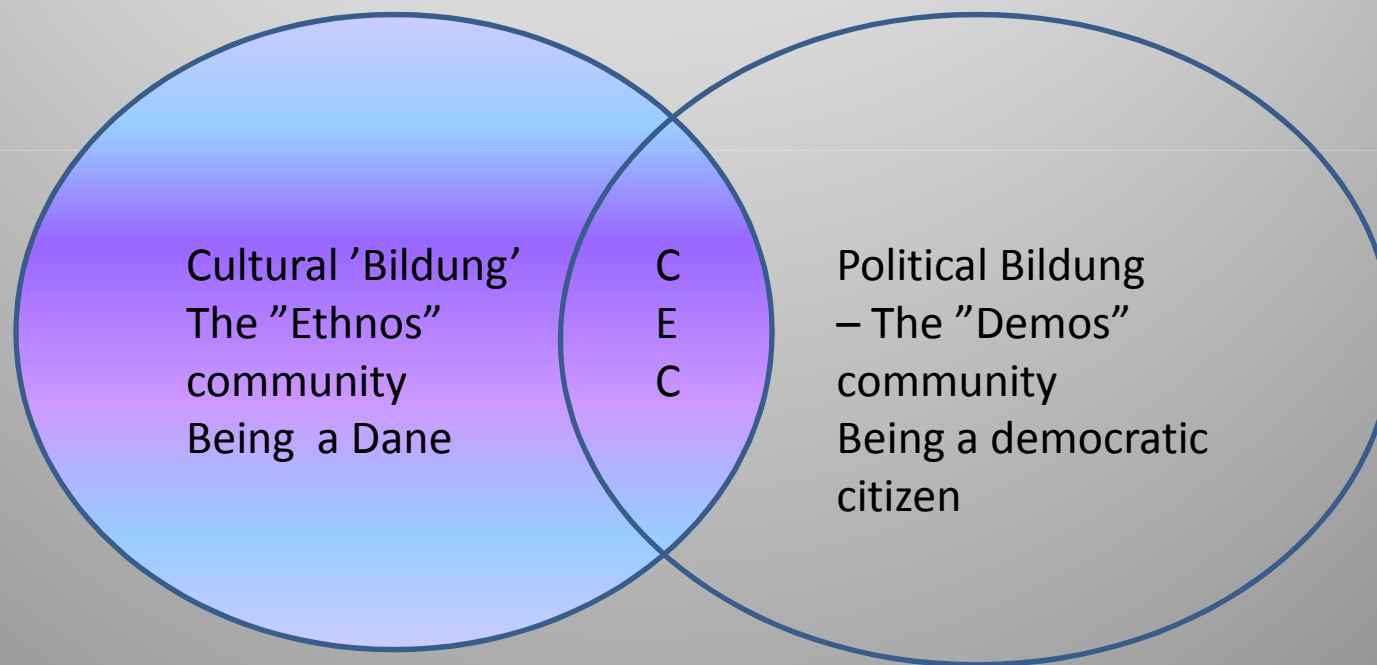 Cultural ’Bildung’
The ”Ethnos”
community
Being  a Dane
C
E
C
Political Bildung
– The ”Demos”
community
Being a democratic
citizen